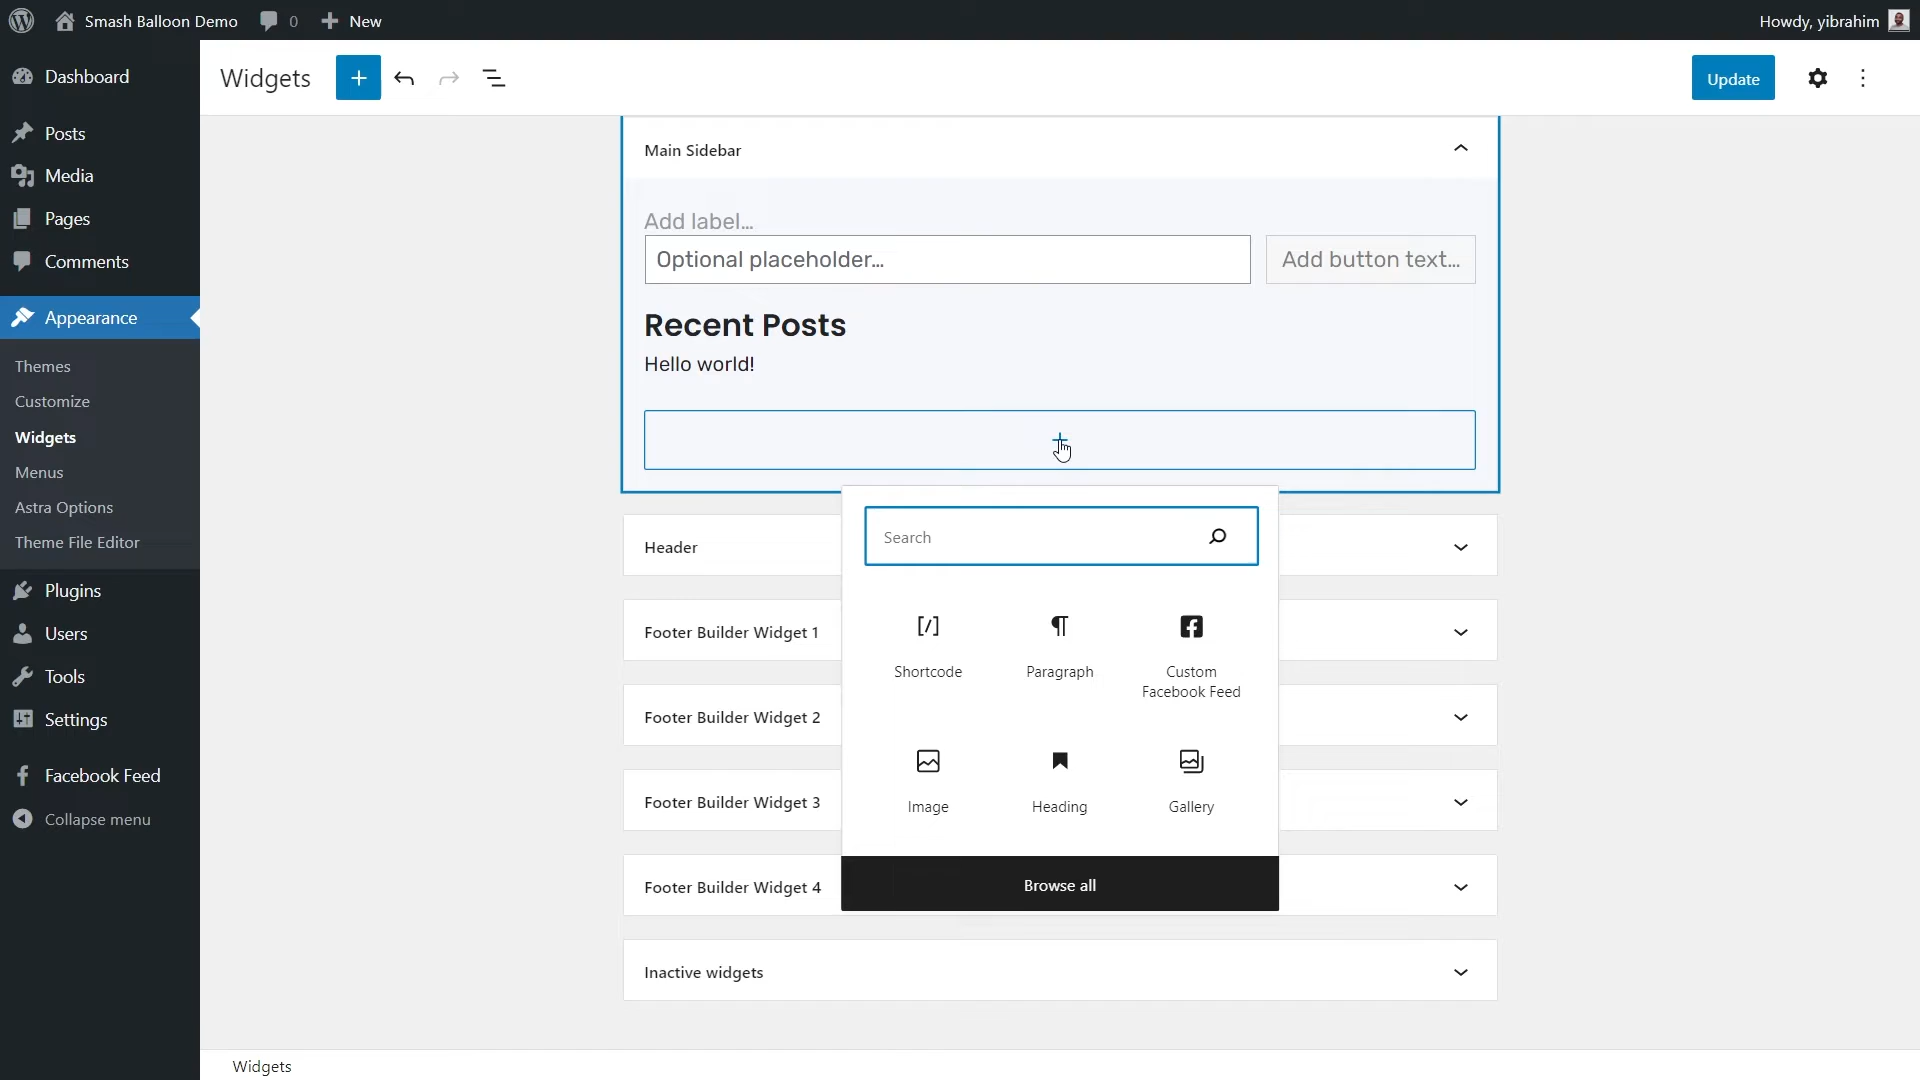 Smash Balloon Demo 0 New Howdy, yibrahim
Dashboard
Posts
Media
Pages
Comments
Appearance
Themes
Customize
Widgets
Menus
Astra Options
Theme File Editor
Plugins
Users
Tools
Settings
Facebook Feed
Collapse menu
Widgets
Update
Main Sidebar
Add label...
Optional placeholder...
Add button text...
Recent Posts
Hello world!
Search
Shortcode
Paragraph
Custom
Facebook Feed
Image
Heading
Gallery
Browse all
Header
Footer Builder Widget 1
Footer Builder Widget 2
Footer Builder Widget 3
Footer Builder Widget 4
Inactive widgets
Widgets